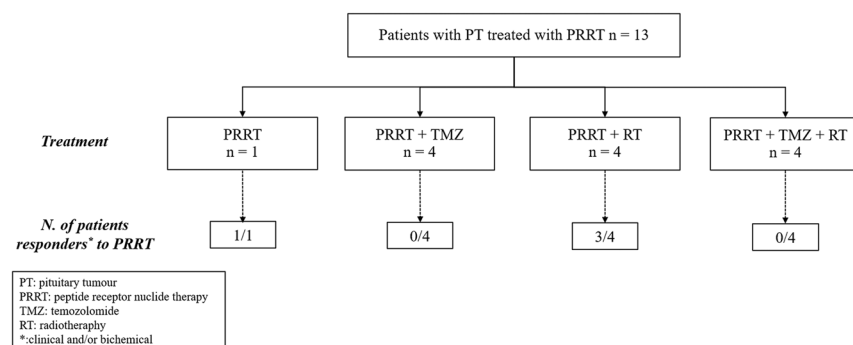 Patients with PT treated with PRRT n = 13
Treatment
PRRT
n = 1
PRRT + TMZ
n = 4
PRRT + RT
n = 4
PRRT + TMZ + RT
n = 4
N. of patients
responders* to PRRT
1/1
0/4
3/4
0/4
PT: pituitary tumour
PRRT: peptide receptor nuclide therapy
TMZ: temozolomide
RT: radiotheraphy
*:clinical and/or bichemical